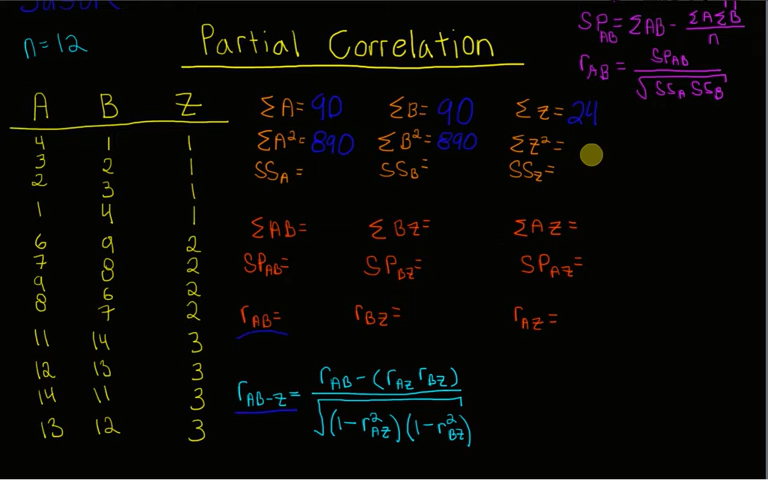 n=12
Partial Correlation
SP_AB = ΣAB - ΣAΣB / n
r_AB = SP_AB / √SS_A SS_B
A B Z
4 1 1
3 2 1
2 3 1
1 4 1
6 9 2
7 8 2
9 6 2
8 7 2
11 14 3
12 13 3
14 11 3
13 12 3
ΣA= 90 ΣB= 90 Σz= 24
ΣA²= 890 ΣB²= 890 Σz²=
SS_A= SS_B= SS_z=
ΣAB= ΣBz= ΣAz=
SP_AB= SP_Bz= SP_Az=
r_AB= r_Bz= r_Az=
r_AB-z = r_AB - (r_Az r_Bz) / √(1-r²_Az)(1-r²_Bz)